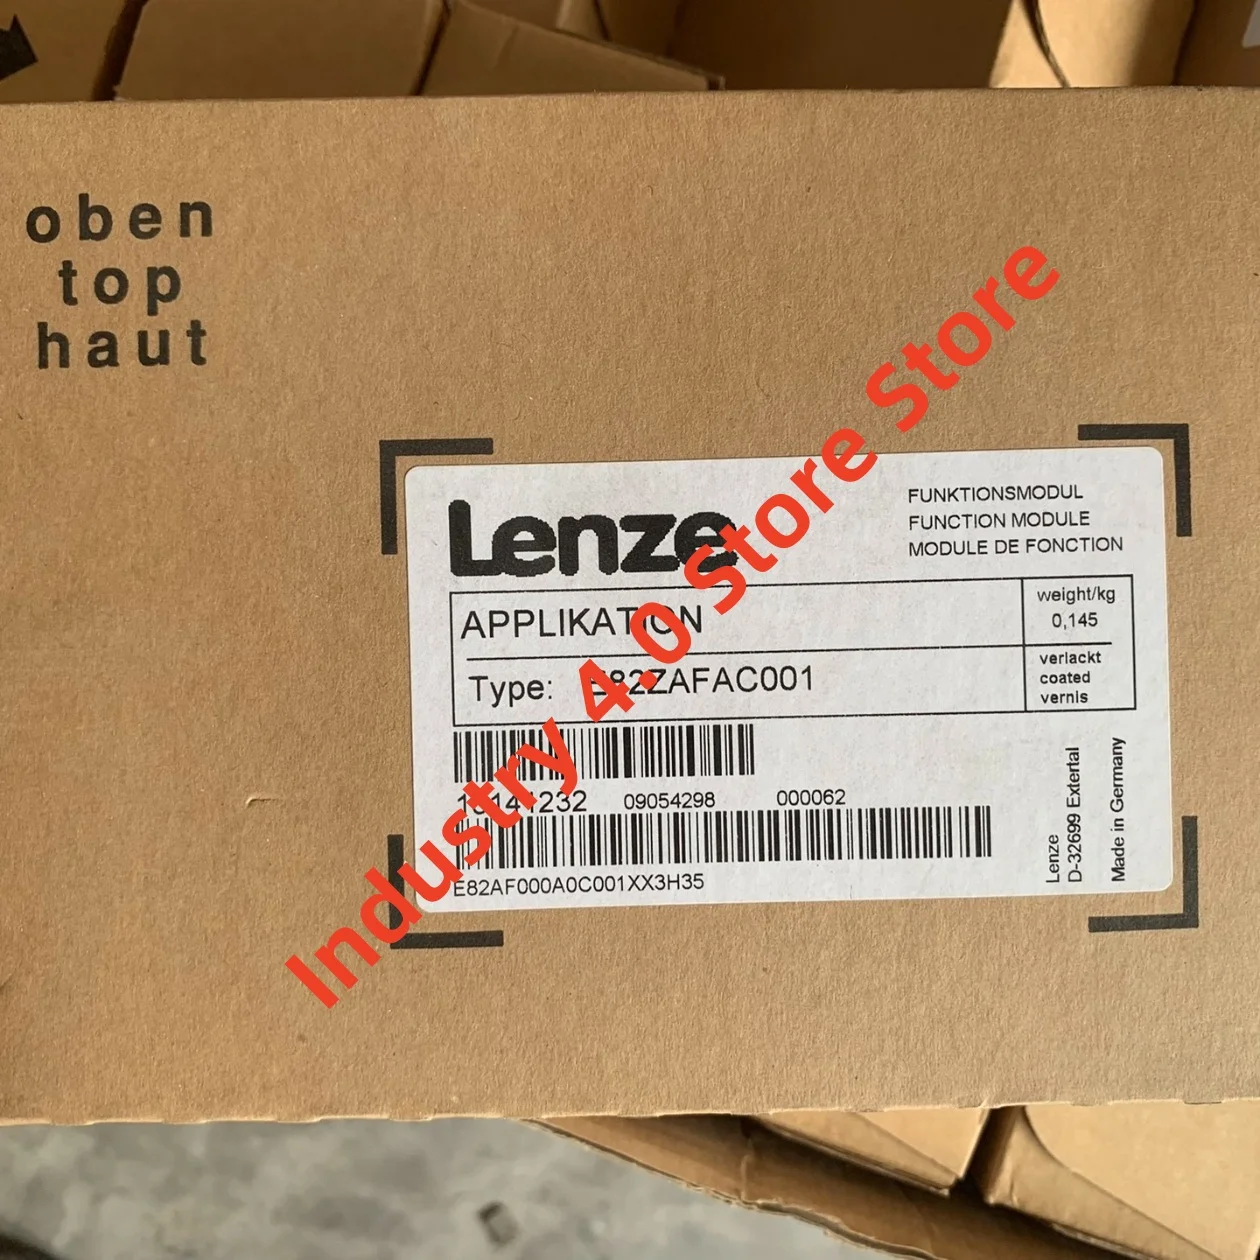 oben
top
haut
Lenze
FUNKTIONSMODUL
FUNCTION MODULE
MODULE DE FONCTION
APPLIKATION
weight/kg
0,145
Type: E82ZAFAC001
verlackt
coated
vernis
09054298 000062
E82AF000A0C001XX3H35
Lenze
D-32699 Extertal
Made in Germany
Industry 4.0 Store Store